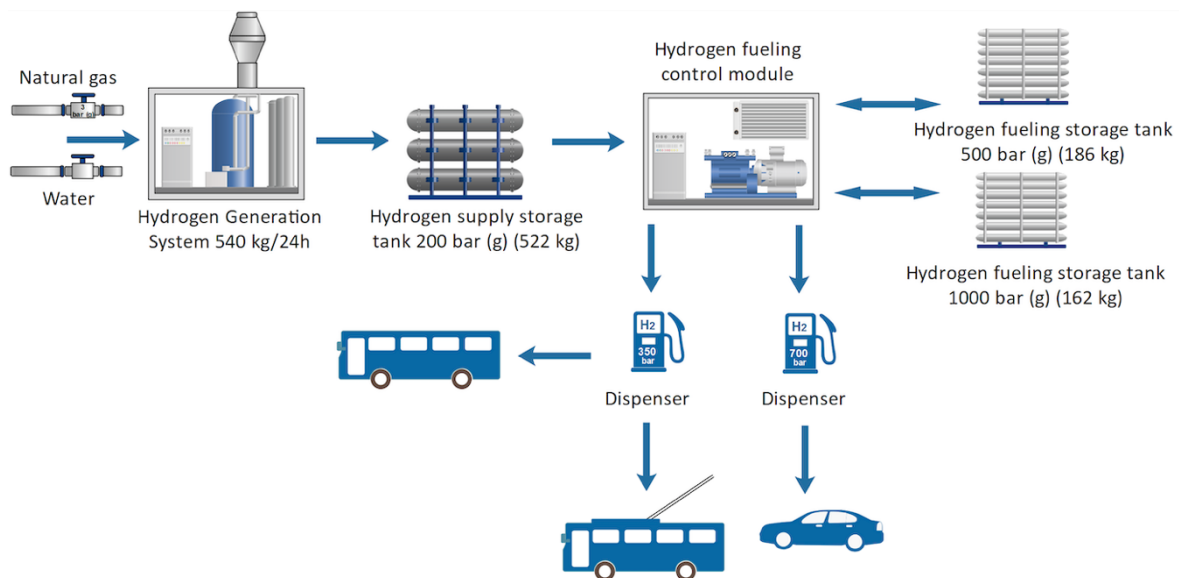 Natural gas
3
bar (g)
Water
Hydrogen Generation
System 540 kg/24h
Hydrogen supply storage
tank 200 bar (g) (522 kg)
Hydrogen fueling
control module
Hydrogen fueling storage tank
500 bar (g) (186 kg)
Hydrogen fueling storage tank
1000 bar (g) (162 kg)
H2
350
bar
Dispenser
H2
700
bar
Dispenser